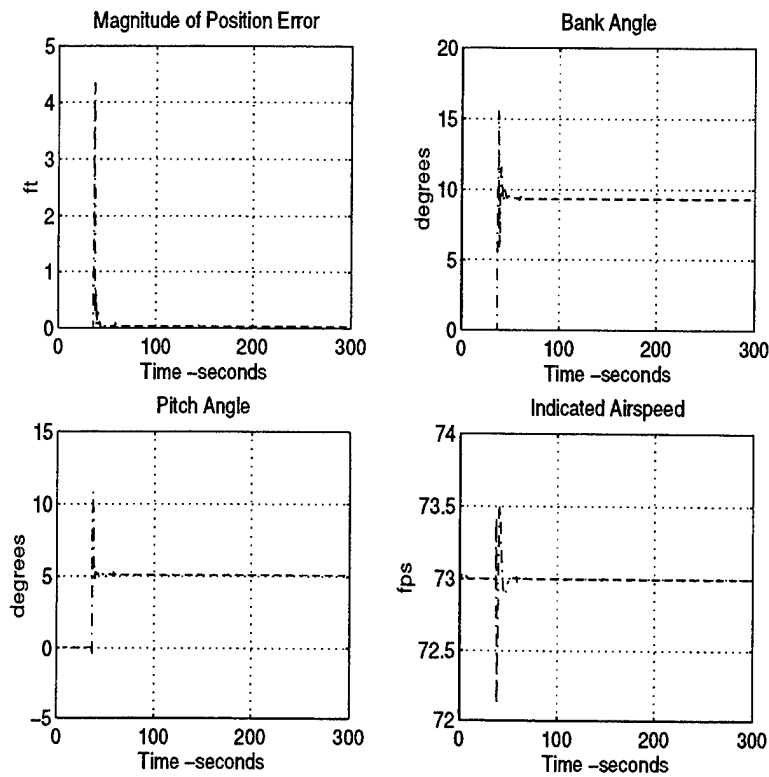 Magnitude of Position Error
5
4
3
2
1
0
ft
0 100 200 300
Time –seconds
Bank Angle
20
15
10
5
0
degrees
0 100 200 300
Time –seconds
Pitch Angle
15
10
5
0
–5
degrees
0 100 200 300
Time –seconds
Indicated Airspeed
74
73.5
73
72.5
72
fps
0 100 200 300
Time –seconds